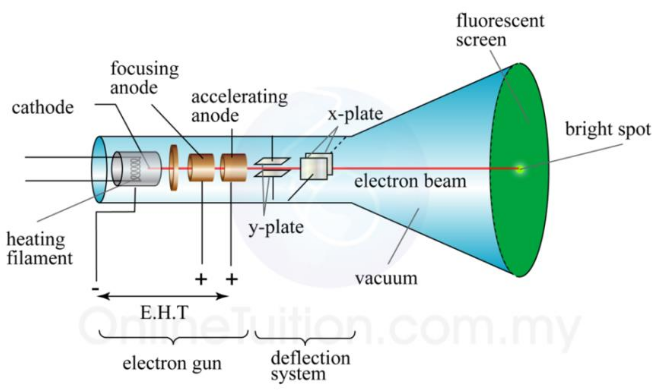 fluorescent
screen
focusing
anode
accelerating
anode
cathode
x-plate
bright spot
electron beam
y-plate
heating
filament
vacuum
-
+
+
E.H.T
OnlineTuition.com.my
electron gun
deflection
system